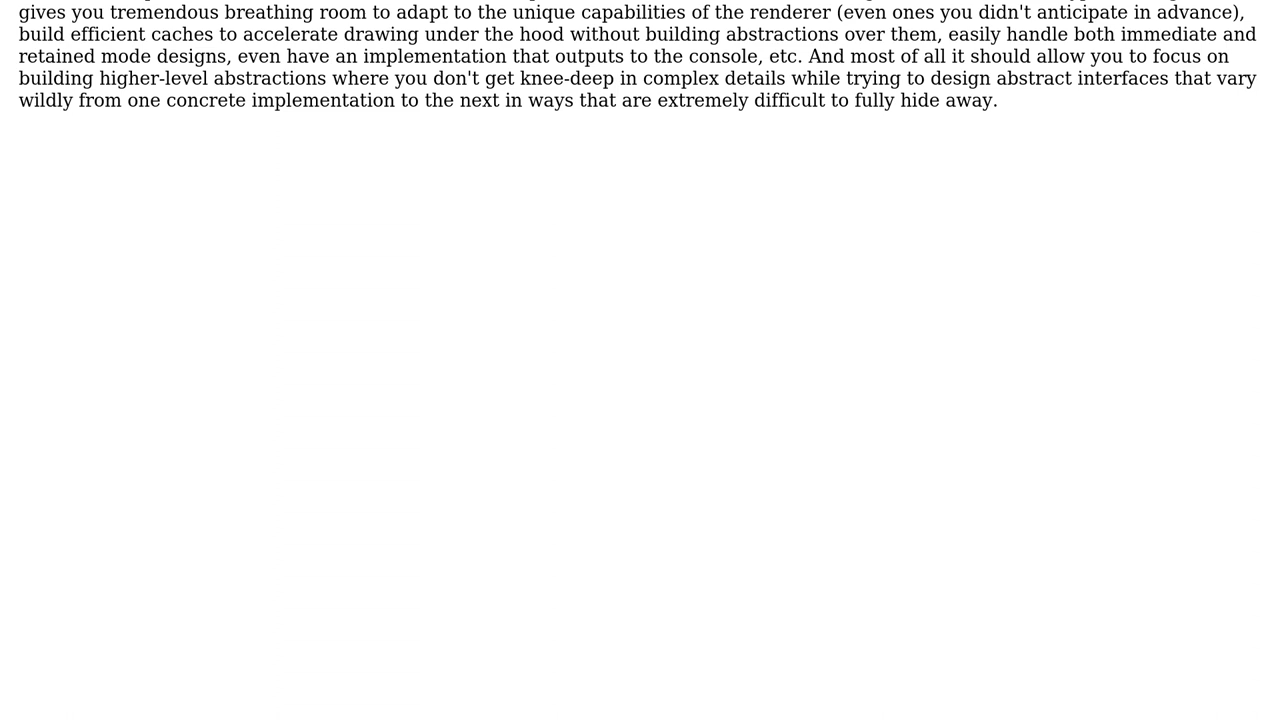 gives you tremendous breathing room to adapt to the unique capabilities of the renderer (even ones you didn't anticipate in advance),
build efficient caches to accelerate drawing under the hood without building abstractions over them, easily handle both immediate and
retained mode designs, even have an implementation that outputs to the console, etc. And most of all it should allow you to focus on
building higher-level abstractions where you don't get knee-deep in complex details while trying to design abstract interfaces that vary
wildly from one concrete implementation to the next in ways that are extremely difficult to fully hide away.